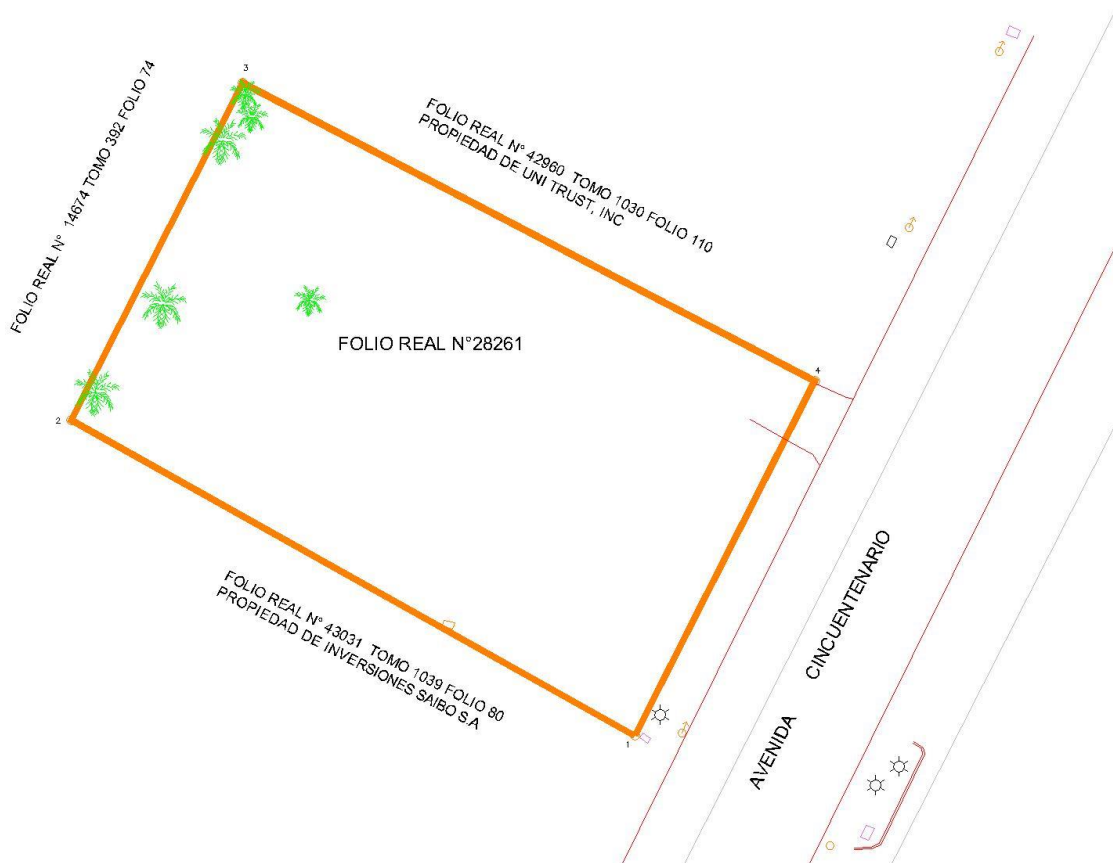 3
FOLIO REAL N° 14674 TOMO 392 FOLIO 74
FOLIO REAL N° 42960 TOMO 1030 FOLIO 110
PROPIEDAD DE UNI TRUST, INC
FOLIO REAL N°28261
4
2
FOLIO REAL N° 43031 TOMO 1039 FOLIO 80
PROPIEDAD DE INVERSIONES SAIBO S.A
1
AVENIDA CINCUENTENARIO